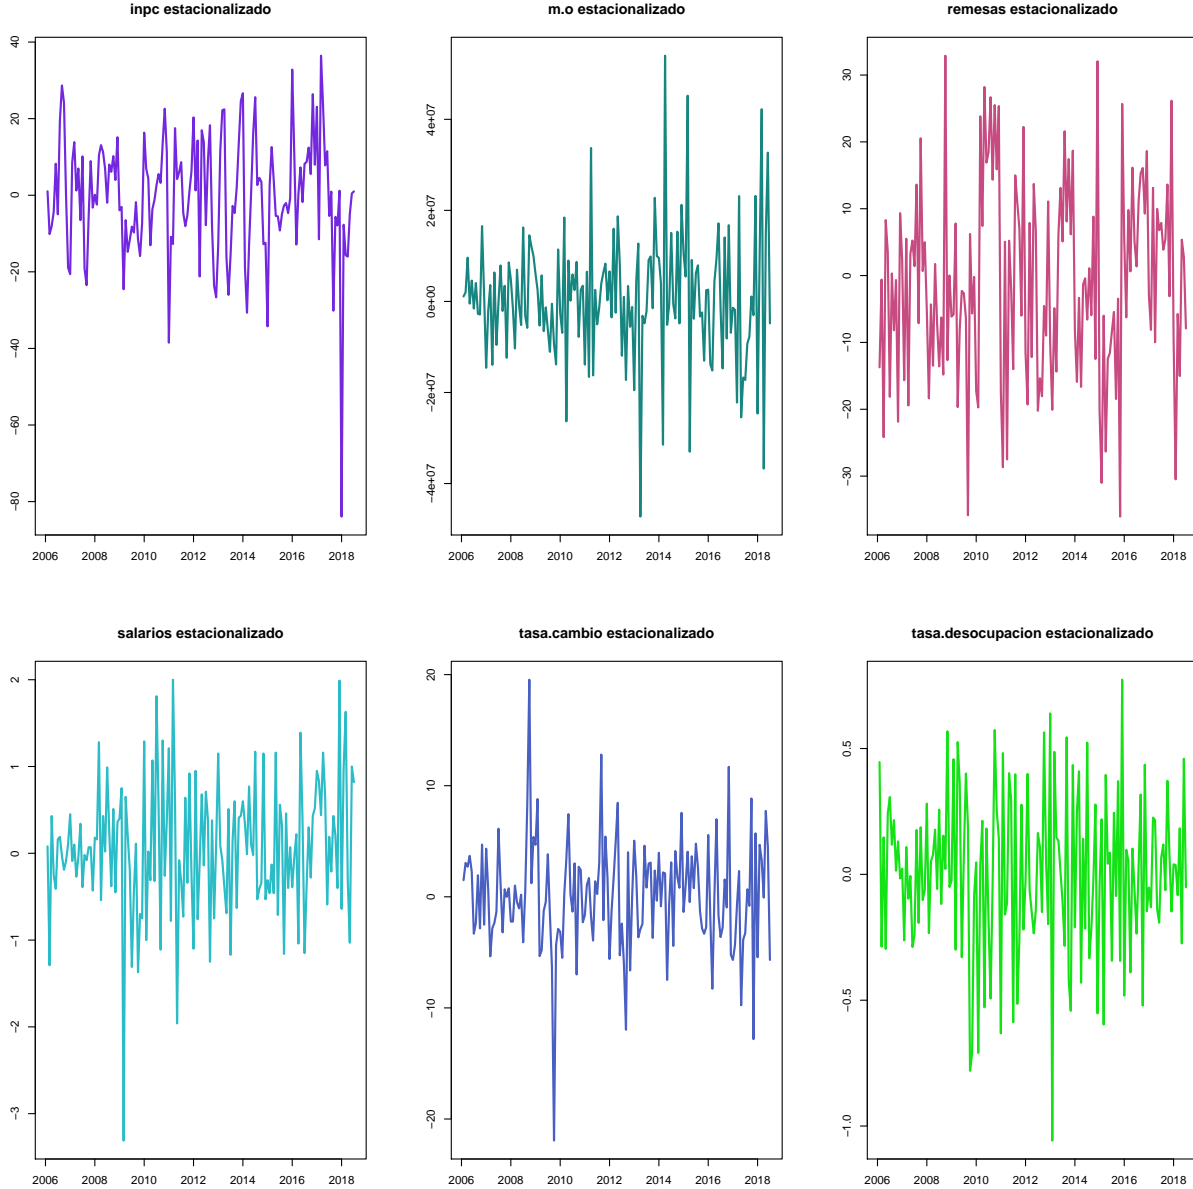 inpc estacionalizado
40
20
0
−20
−40
−60
−80
2006 2008 2010 2012 2014 2016 2018
m.o estacionalizado
4e+07
2e+07
0e+00
−2e+07
−4e+07
2006 2008 2010 2012 2014 2016 2018
remesas estacionalizado
30
20
10
0
−10
−20
−30
2006 2008 2010 2012 2014 2016 2018
salarios estacionalizado
2
1
0
−1
−2
−3
2006 2008 2010 2012 2014 2016 2018
tasa.cambio estacionalizado
20
10
0
−10
−20
2006 2008 2010 2012 2014 2016 2018
tasa.desocupacion estacionalizado
0.5
0.0
−0.5
−1.0
2006 2008 2010 2012 2014 2016 2018